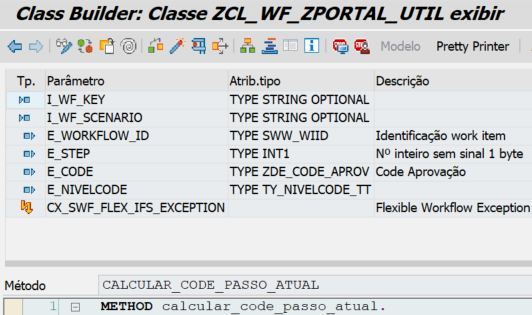 Class Builder: Classe ZCL_WF_ZPORTAL_UTIL exibir
Modelo Pretty Printer
Tp. Parâmetro Atrib.tipo Descrição
I_WF_KEY TYPE STRING OPTIONAL
I_WF_SCENARIO TYPE STRING OPTIONAL
E_WORKFLOW_ID TYPE SWW_WIID Identificação work item
E_STEP TYPE INT1 Nº inteiro sem sinal 1 byte
E_CODE TYPE ZDE_CODE_APROV Code Aprovação
E_NIVELCODE TYPE TY_NIVELCODE_TT
CX_SWF_FLEX_IFS_EXCEPTION Flexible Workflow Exception
Método CALCULAR_CODE_PASSO_ATUAL
1 METHOD calcular_code_passo_atual.